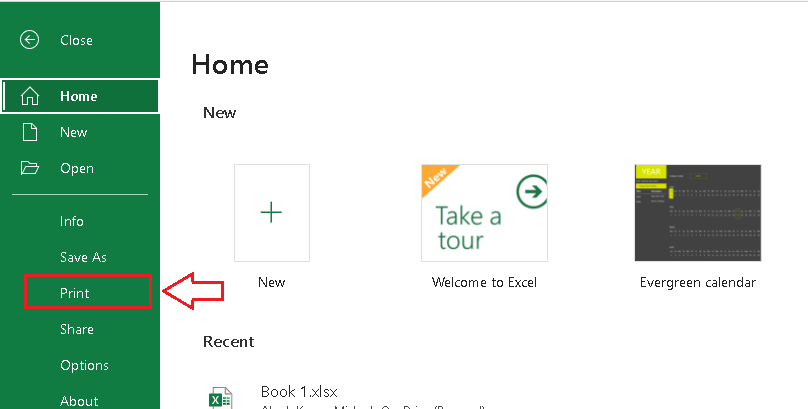 Close
Home
New
Open
Info
Save As
Print
Share
Options
About
Home
New
New
Take a
tour
YEAR
New
Welcome to Excel
Evergreen calendar
Recent
Book 1.xlsx